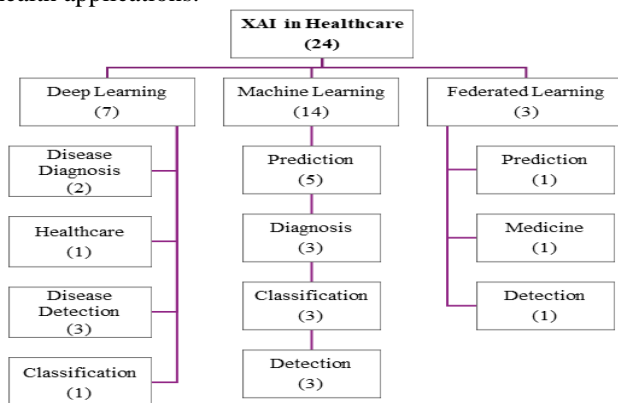 health applications.
XAI in Healthcare
(24)
Deep Learning
(7)
Machine Learning
(14)
Federated Learning
(3)
Disease
Diagnosis
(2)
Healthcare
(1)
Disease
Detection
(3)
Classification
(1)
Prediction
(5)
Diagnosis
(3)
Classification
(3)
Detection
(3)
Prediction
(1)
Medicine
(1)
Detection
(1)